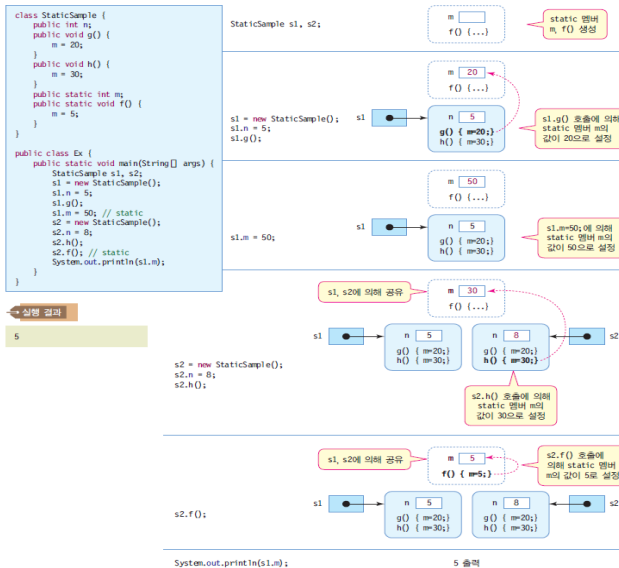 class StaticSample {
public int n;
public void g() {
m = 20;
}
public void h() {
m = 30;
}
public static int m;
public static void f() {
m = 5;
}
}
public class Ex {
public static void main(String[] args) {
StaticSample s1, s2;
s1 = new StaticSample();
s1.n = 5;
s1.g();
s1.m = 50; // static
s2 = new StaticSample();
s2.n = 8;
s2.h();
s2.f(); // static
System.out.println(s1.m);
}
}
실행 결과
5
StaticSample s1, s2;
m
f() {...}
static 멤버
m, f() 생성
s1 = new StaticSample();
s1.n = 5;
s1.g();
m 20
f() {...}
s1
n 5
g() { m=20;}
h() { m=30;}
s1.g() 호출에 의해
static 멤버 m의
값이 20으로 설정
s1.m = 50;
m 50
f() {...}
s1
n 5
g() { m=20;}
h() { m=30;}
s1.m=50;에 의해
static 멤버 m의
값이 50으로 설정
s2 = new StaticSample();
s2.n = 8;
s2.h();
s1, s2에 의해 공유
m 30
f() {...}
s1
n 5
g() { m=20;}
h() { m=30;}
n 8
g() { m=20;}
h() { m=30;}
s2
s2.h() 호출에 의해
static 멤버 m의
값이 30으로 설정
s2.f();
s1, s2에 의해 공유
m 5
f() { m=5;}
s2.f() 호출에
의해 static 멤버
m의 값이 5로 설정
s1
n 5
g() { m=20;}
h() { m=30;}
n 8
g() { m=20;}
h() { m=30;}
s2
System.out.println(s1.m);
5 출력